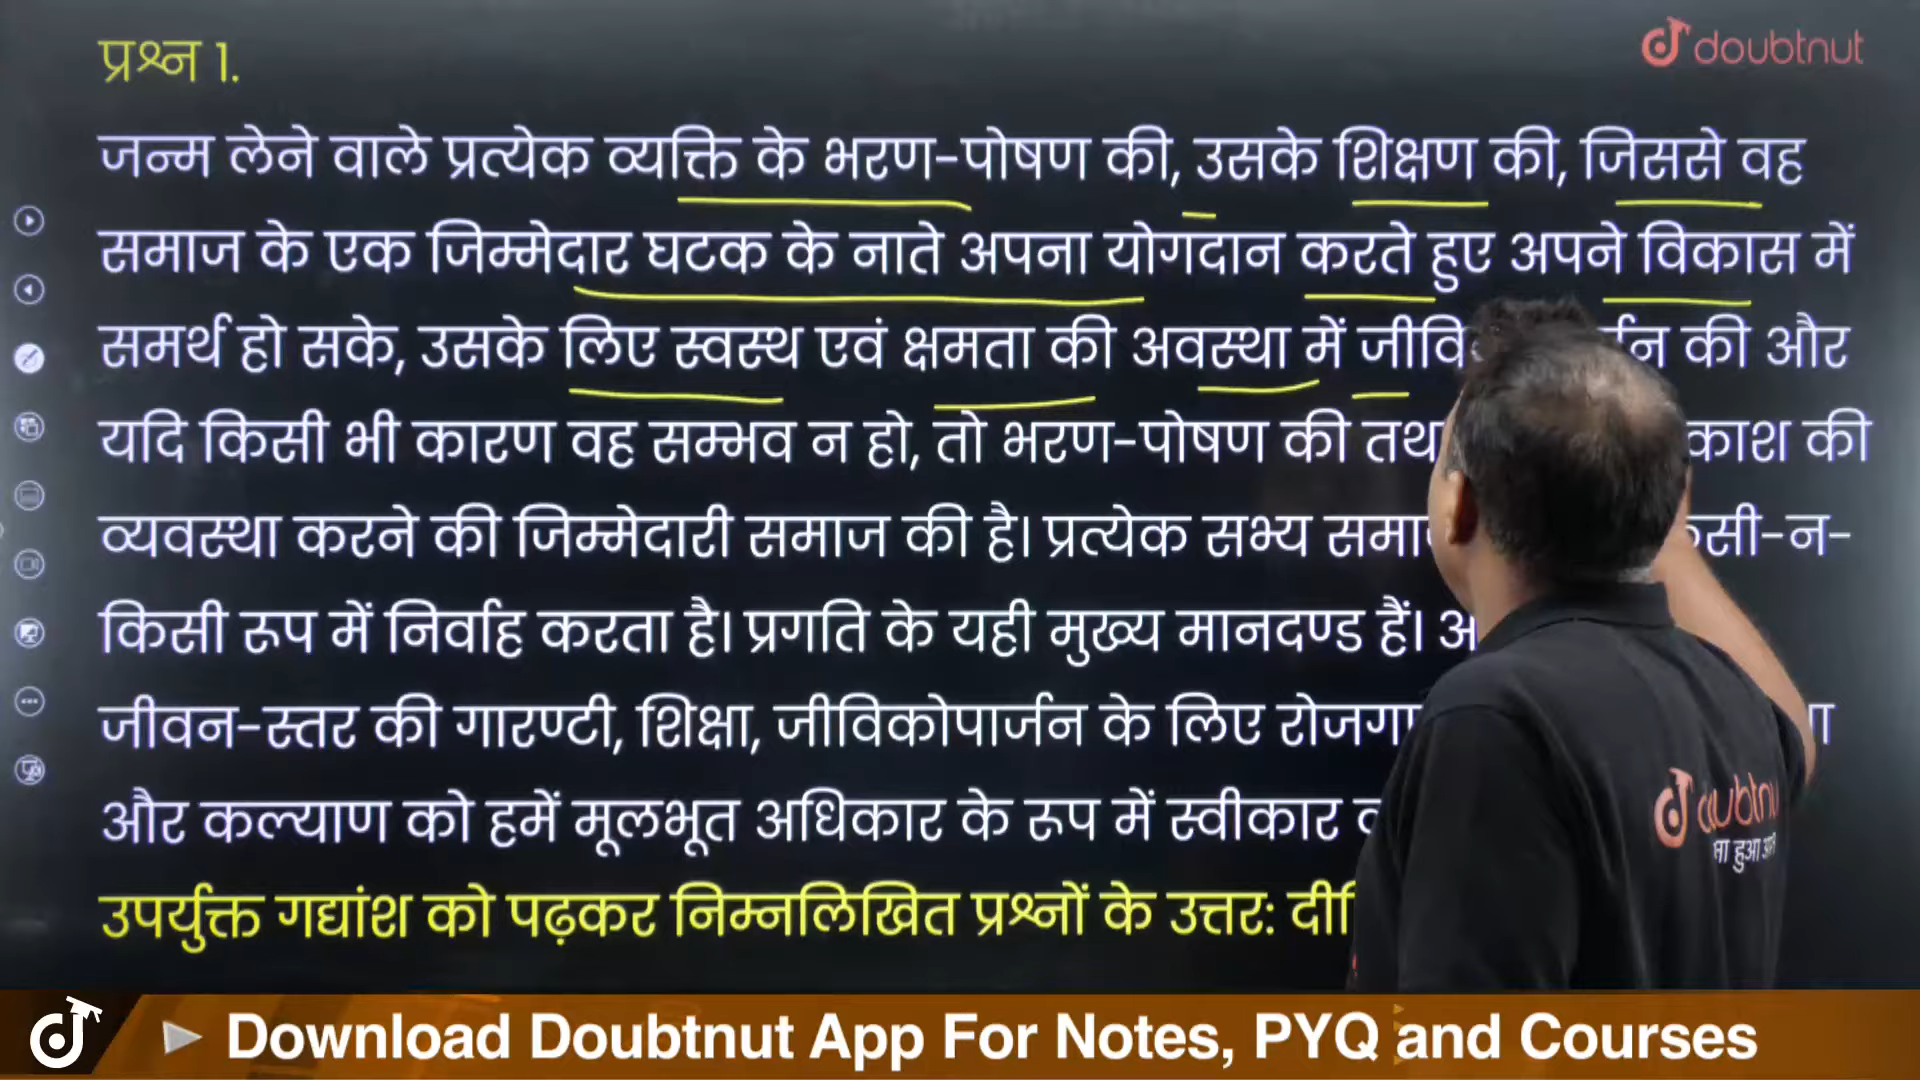 प्रश्न 1.
doubtnut
जन्म लेने वाले प्रत्येक व्यक्ति के भरण-पोषण की, उसके शिक्षण की, जिससे वह
समाज के एक जिम्मेदार घटक के नाते अपना योगदान करते हुए अपने विकास में
समर्थ हो सके, उसके लिए स्वस्थ एवं क्षमता की अवस्था में की और
यदि किसी भी कारण वह सम्भव न हो, तो भरण-पोषण की की
व्यवस्था करने की जिम्मेदारी समाज की है। प्रत्येक सभ्य
किसी रूप में निर्वाह करता है। प्रगति के यही मुख्य मानदण्ड हैं।
जीवन-स्तर की गारण्टी, शिक्षा, जीविकोपार्जन के लिए
और कल्याण को हमें मूलभूत अधिकार के रूप में स्वीकार
उपर्युक्त गद्यांश को पढ़कर निम्नलिखित प्रश्नों के उत्तर:
हुआ
Download Doubtnut App For Notes, PYQ and Courses